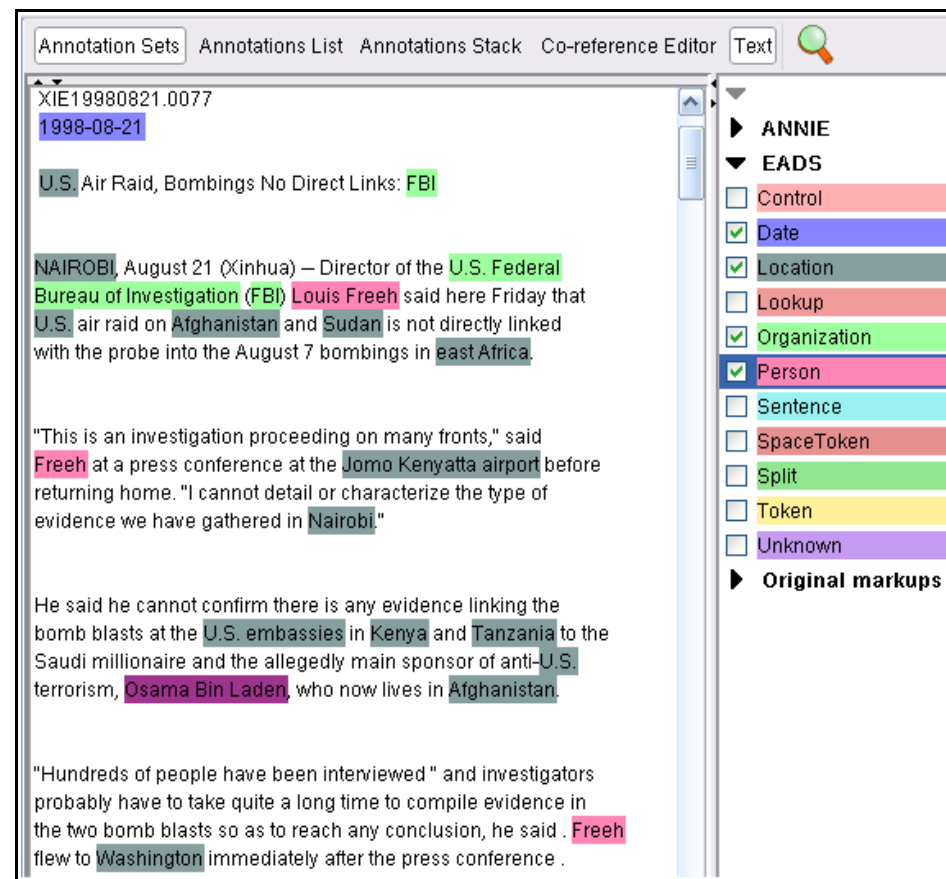 Annotation Sets Annotations List Annotations Stack Co-reference Editor Text
XIE19980821.0077
1998-08-21
U.S. Air Raid, Bombings No Direct Links: FBI
NAIROBI, August 21 (Xinhua) — Director of the U.S. Federal
Bureau of Investigation (FBI) Louis Freeh said here Friday that
U.S. air raid on Afghanistan and Sudan is not directly linked
with the probe into the August 7 bombings in east Africa.
"This is an investigation proceeding on many fronts," said
Freeh at a press conference at the Jomo Kenyatta airport before
returning home. "I cannot detail or characterize the type of
evidence we have gathered in Nairobi."
He said he cannot confirm there is any evidence linking the
bomb blasts at the U.S. embassies in Kenya and Tanzania to the
Saudi millionaire and the allegedly main sponsor of anti-U.S.
terrorism, Osama Bin Laden, who now lives in Afghanistan.
"Hundreds of people have been interviewed " and investigators
probably have to take quite a long time to compile evidence in
the two bomb blasts so as to reach any conclusion, he said . Freeh
flew to Washington immediately after the press conference .
ANNIE
EADS
Control
Date
Location
Lookup
Organization
Person
Sentence
SpaceToken
Split
Token
Unknown
Original markups